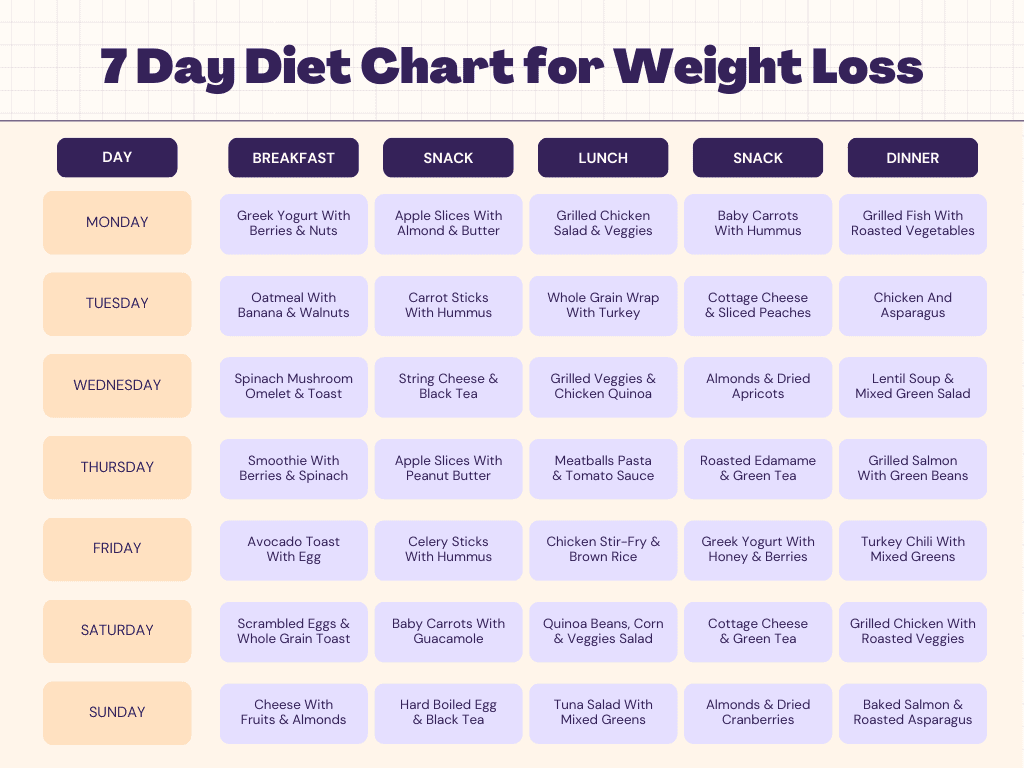 7 Day Diet Chart for Weight Loss
DAY
BREAKFAST
SNACK
LUNCH
SNACK
DINNER
MONDAY
Greek Yogurt With
Berries & Nuts
Apple Slices With
Almond & Butter
Grilled Chicken
Salad & Veggies
Baby Carrots
With Hummus
Grilled Fish With
Roasted Vegetables
TUESDAY
Oatmeal With
Banana & Walnuts
Carrot Sticks
With Hummus
Whole Grain Wrap
With Turkey
Cottage Cheese
& Sliced Peaches
Chicken And
Asparagus
WEDNESDAY
Spinach Mushroom
Omelet & Toast
String Cheese &
Black Tea
Grilled Veggies &
Chicken Quinoa
Almonds & Dried
Apricots
Lentil Soup &
Mixed Green Salad
THURSDAY
Smoothie With
Berries & Spinach
Apple Slices With
Peanut Butter
Meatballs Pasta
& Tomato Sauce
Roasted Edamame
& Green Tea
Grilled Salmon
With Green Beans
FRIDAY
Avocado Toast
With Egg
Celery Sticks
With Hummus
Chicken Stir-Fry &
Brown Rice
Greek Yogurt With
Honey & Berries
Turkey Chili With
Mixed Greens
SATURDAY
Scrambled Eggs &
Whole Grain Toast
Baby Carrots With
Guacamole
Quinoa Beans, Corn
& Veggies Salad
Cottage Cheese
& Green Tea
Grilled Chicken With
Roasted Veggies
SUNDAY
Cheese With
Fruits & Almonds
Hard Boiled Egg
& Black Tea
Tuna Salad With
Mixed Greens
Almonds & Dried
Cranberries
Baked Salmon &
Roasted Asparagus